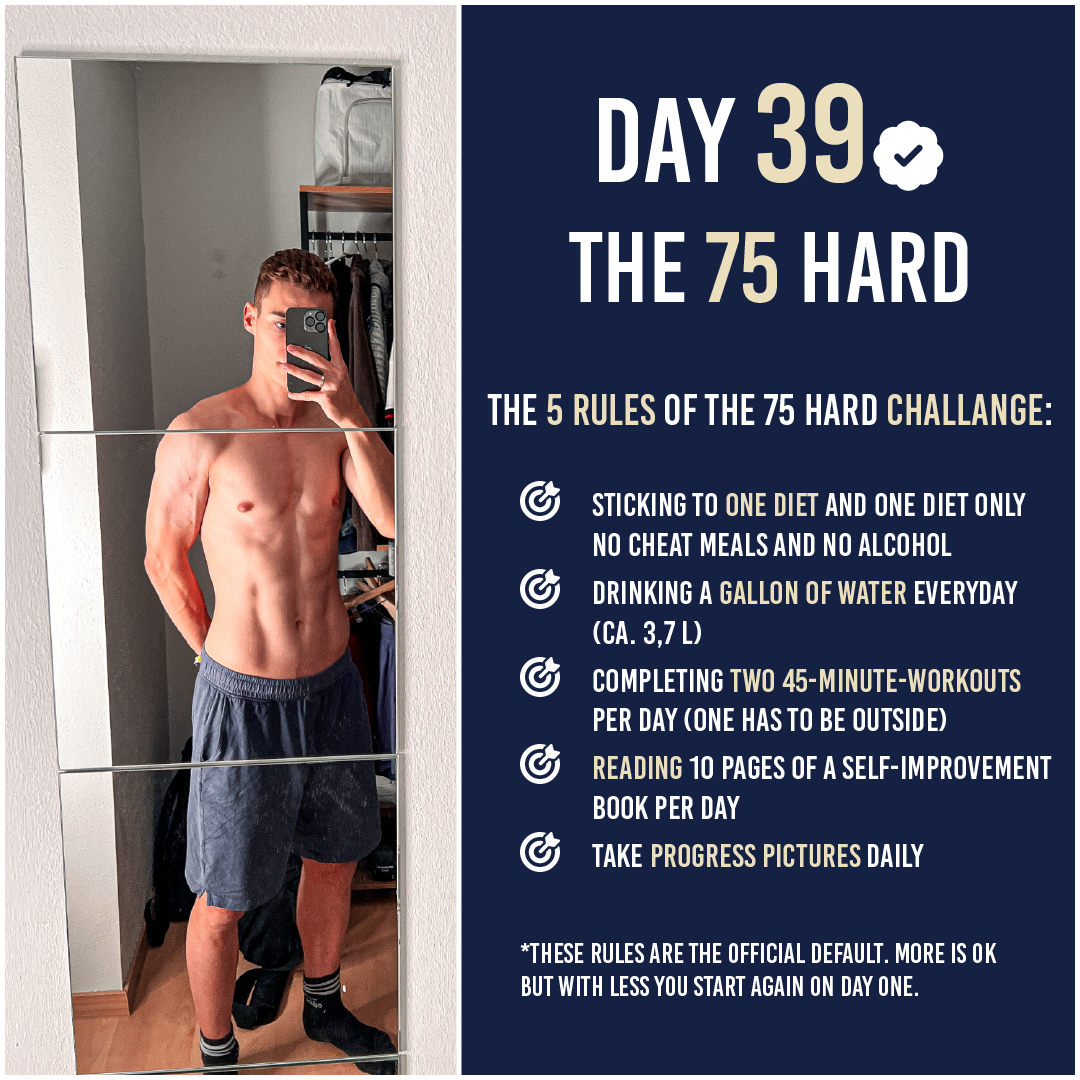 DAY 39
THE 75 HARD
THE 5 RULES OF THE 75 HARD CHALLANGE:
STICKING TO ONE DIET AND ONE DIET ONLY
NO CHEAT MEALS AND NO ALCOHOL
DRINKING A GALLON OF WATER EVERYDAY
(CA. 3,7 L)
COMPLETING TWO 45-MINUTE-WORKOUTS
PER DAY (ONE HAS TO BE OUTSIDE)
READING 10 PAGES OF A SELF-IMPROVEMENT
BOOK PER DAY
TAKE PROGRESS PICTURES DAILY
*THESE RULES ARE THE OFFICIAL DEFAULT. MORE IS OK
BUT WITH LESS YOU START AGAIN ON DAY ONE.